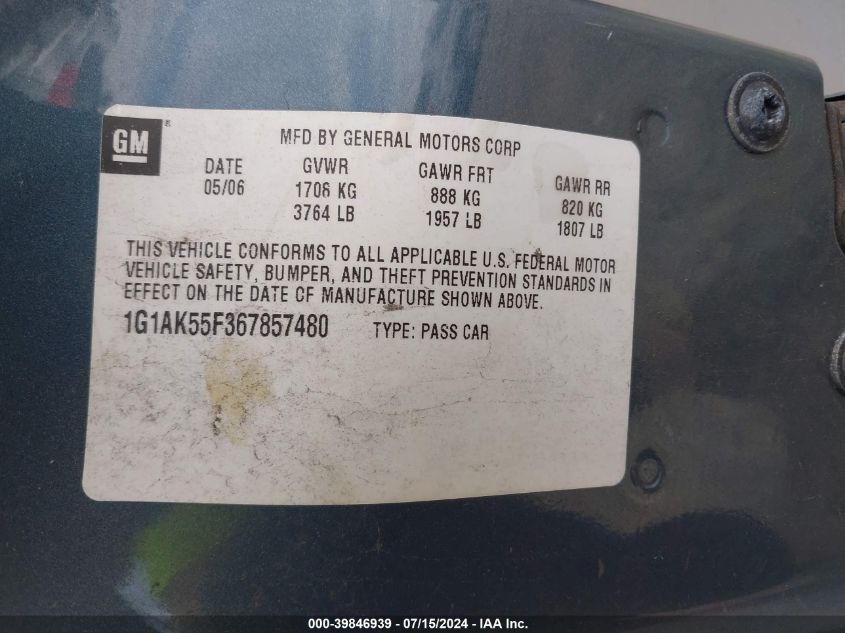 GM ®
MFD BY GENERAL MOTORS CORP
DATE GVWR GAWR FRT GAWR RR
05/06 1708 KG 888 KG 820 KG
3764 LB 1957 LB 1807 LB
THIS VEHICLE CONFORMS TO ALL APPLICABLE U.S. FEDERAL MOTOR
VEHICLE SAFETY, BUMPER, AND THEFT PREVENTION STANDARDS IN
EFFECT ON THE DATE OF MANUFACTURE SHOWN ABOVE.
1G1AK55F367857480 TYPE: PASS CAR
000-39846939 - 07/15/2024 - IAA Inc.